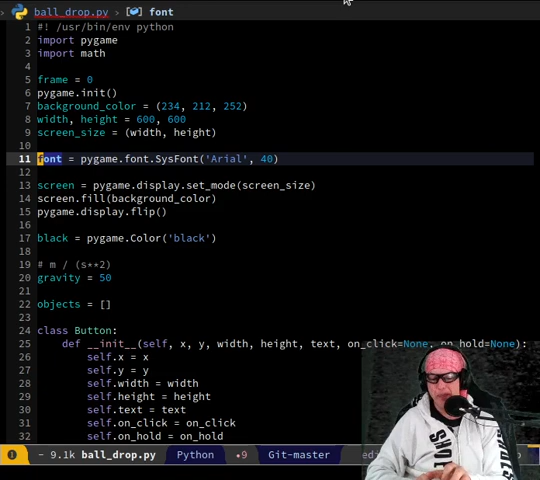 ball_drop.py > font
1 #! /usr/bin/env python
2 import pygame
3 import math
4
5 frame = 0
6 pygame.init()
7 background_color = (234, 212, 252)
8 width, height = 600, 600
9 screen_size = (width, height)
10
11 font = pygame.font.SysFont('Arial', 40)
12
13 screen = pygame.display.set_mode(screen_size)
14 screen.fill(background_color)
15 pygame.display.flip()
16
17 black = pygame.Color('black')
18
19 # m / (s**2)
20 gravity = 50
21
22 objects = []
23
24 class Button:
25 def __init__(self, x, y, width, height, text, on_click=None, on_hold=None):
26 self.x = x
27 self.y = y
28 self.width = width
29 self.height = height
30 self.text = text
31 self.on_click = on_click
32 self.on_hold = on_hold
- 9.1k ball_drop.py Python •9 Git-master